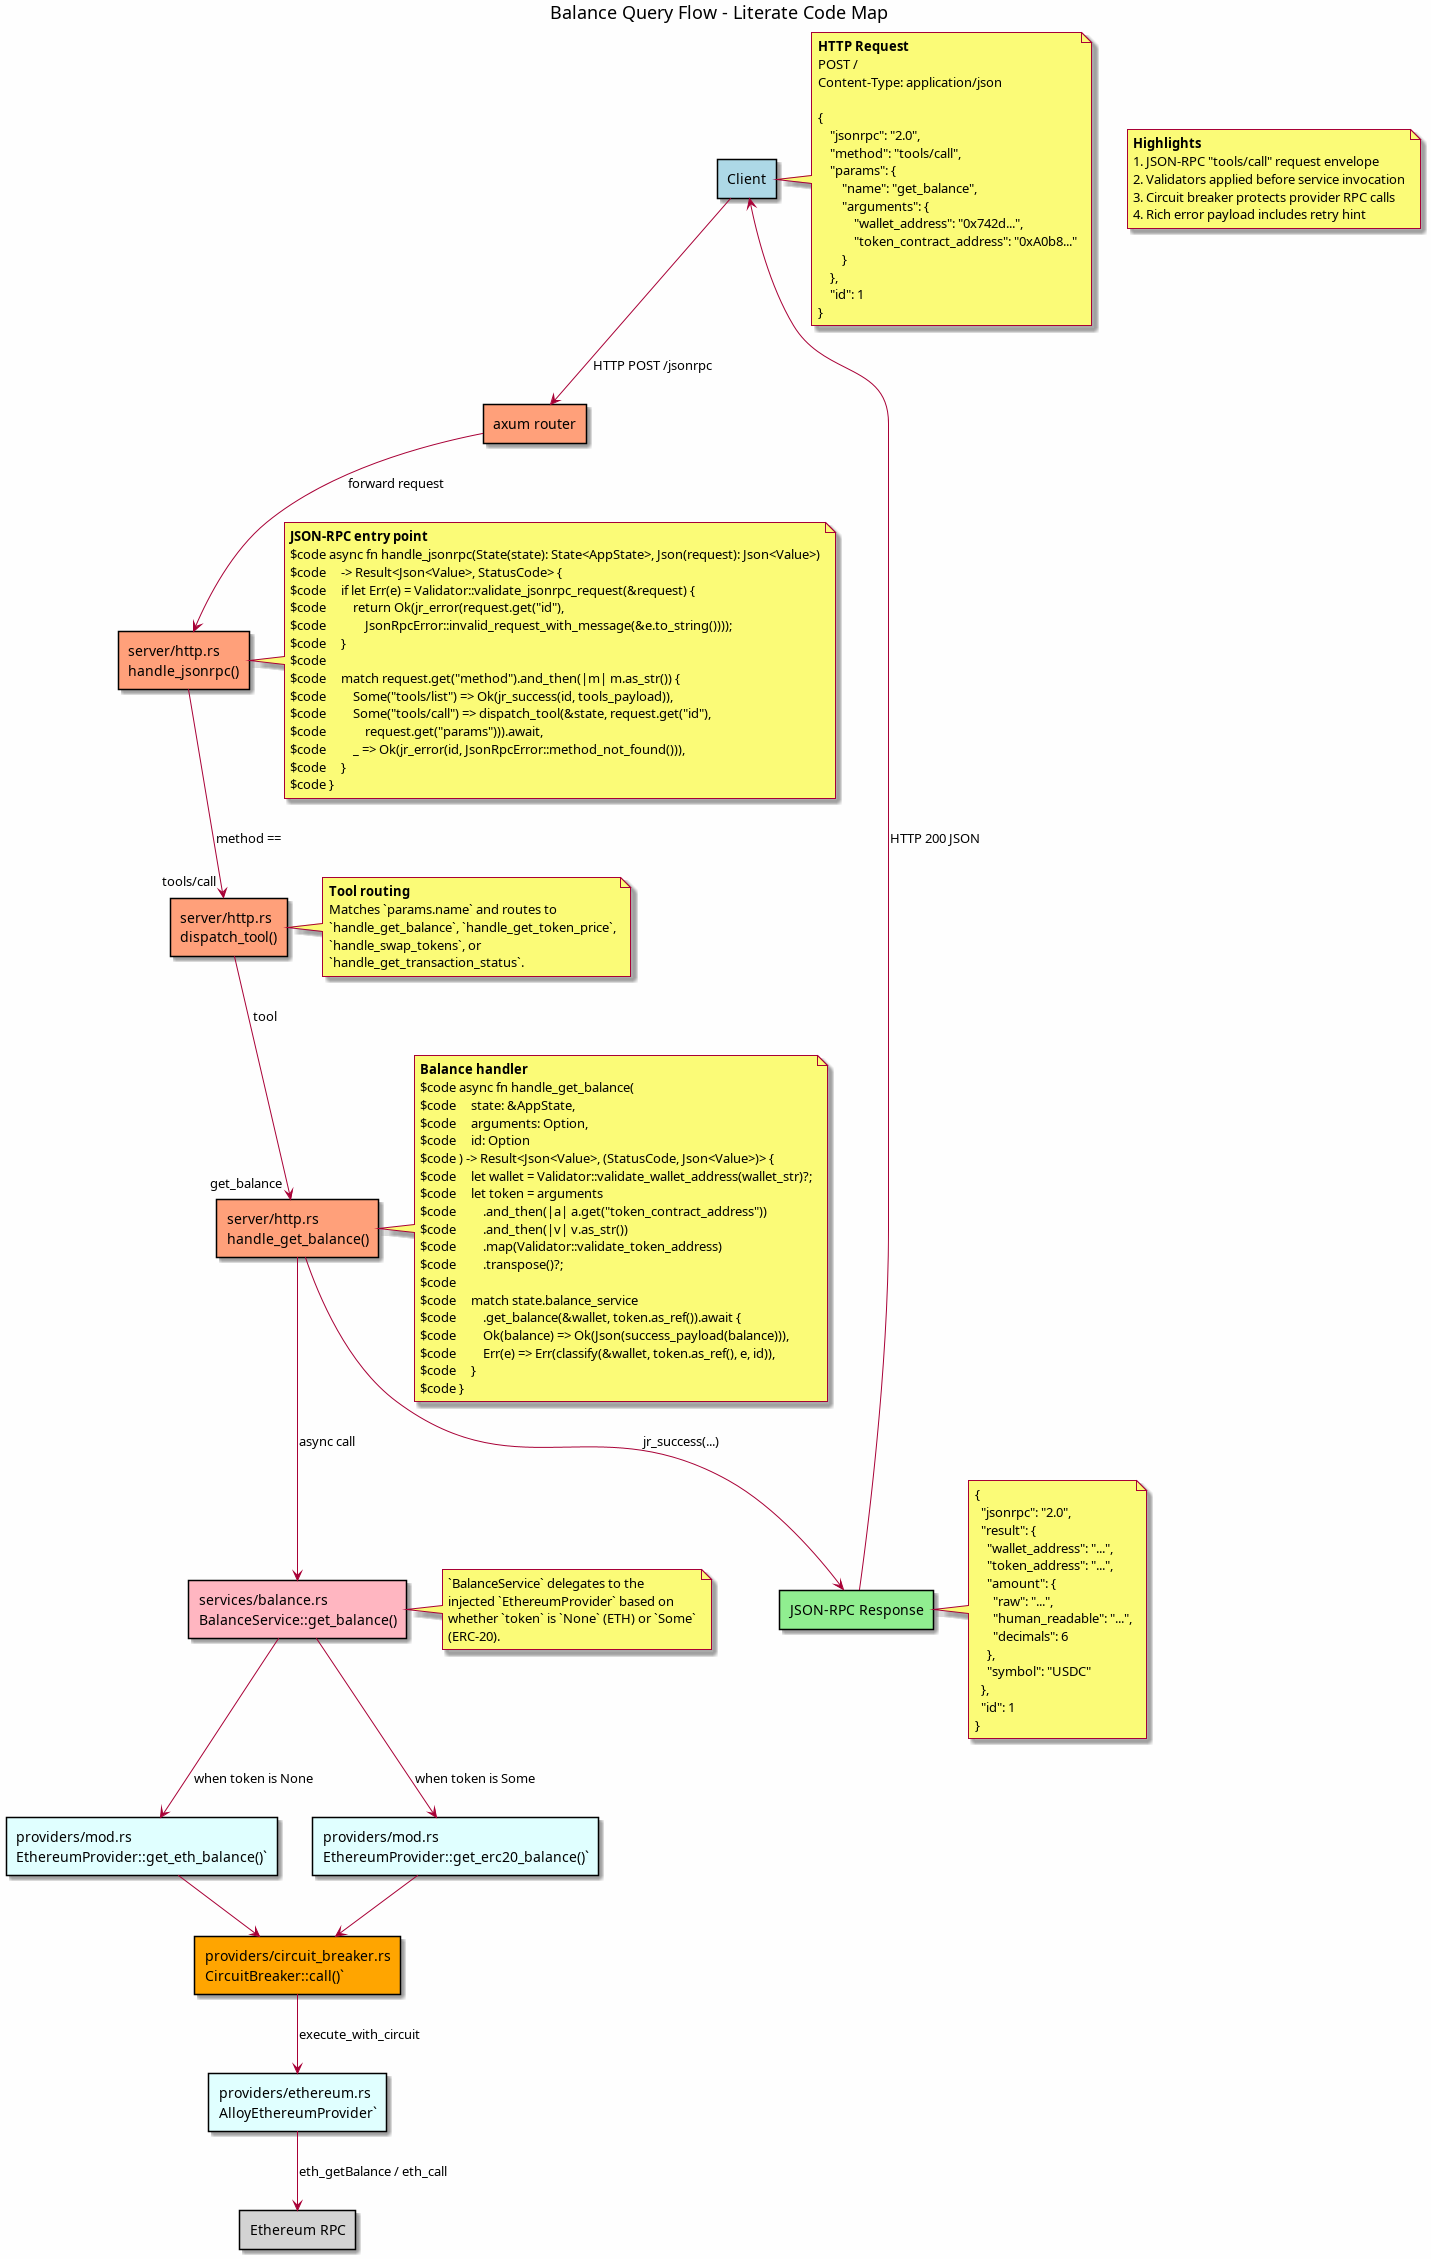 Balance Query Flow - Literate Code Map
HTTP Request
POST /
Content-Type: application/json
{
    "jsonrpc": "2.0",
    "method": "tools/call",
    "params": {
        "name": "get_balance",
        "arguments": {
            "wallet_address": "0x742d...",
            "token_contract_address": "0xA0b8..."
        }
    },
    "id": 1
}
Highlights
1. JSON-RPC "tools/call" request envelope
2. Validators applied before service invocation
3. Circuit breaker protects provider RPC calls
4. Rich error payload includes retry hint
Client
HTTP POST /jsonrpc
axum router
forward request
JSON-RPC entry point
$code async fn handle_jsonrpc(State(state): State<AppState>, Json(request): Json<Value>)
$code     -> Result<Json<Value>, StatusCode> {
$code     if let Err(e) = Validator::validate_jsonrpc_request(&request) {
$code         return Ok(jr_error(request.get("id"),
$code             JsonRpcError::invalid_request_with_message(&e.to_string())));
$code     }
$code
$code     match request.get("method").and_then(|m| m.as_str()) {
$code         Some("tools/list") => Ok(jr_success(id, tools_payload)),
$code         Some("tools/call") => dispatch_tool(&state, request.get("id"),
$code             request.get("params"))).await,
$code         _ => Ok(jr_error(id, JsonRpcError::method_not_found())),
$code     }
$code }
server/http.rs
handle_jsonrpc()
method ==
tools/call
HTTP 200 JSON
server/http.rs
dispatch_tool()
Tool routing
Matches `params.name` and routes to
`handle_get_balance`, `handle_get_token_price`,
`handle_swap_tokens`, or
`handle_get_transaction_status`.
tool
get_balance
Balance handler
$code async fn handle_get_balance(
$code     state: &AppState,
$code     arguments: Option,
$code     id: Option
$code ) -> Result<Json<Value>, (StatusCode, Json<Value>)> {
$code     let wallet = Validator::validate_wallet_address(wallet_str)?;
$code     let token = arguments
$code         .and_then(|a| a.get("token_contract_address"))
$code         .and_then(|v| v.as_str())
$code         .map(Validator::validate_token_address)
$code         .transpose()?;
$code
$code     match state.balance_service
$code         .get_balance(&wallet, token.as_ref()).await {
$code         Ok(balance) => Ok(Json(success_payload(balance))),
$code         Err(e) => Err(classify(&wallet, token.as_ref(), e, id)),
$code     }
$code }
server/http.rs
handle_get_balance()
async call
jr_success(...)
services/balance.rs
BalanceService::get_balance()
`BalanceService` delegates to the
injected `EthereumProvider` based on
whether `token` is `None` (ETH) or `Some`
(ERC-20).
JSON-RPC Response
{
  "jsonrpc": "2.0",
  "result": {
    "wallet_address": "...",
    "token_address": "...",
    "amount": {
      "raw": "...",
      "human_readable": "...",
      "decimals": 6
    },
    "symbol": "USDC"
  },
  "id": 1
}
when token is None
when token is Some
providers/mod.rs
EthereumProvider::get_eth_balance()`
providers/mod.rs
EthereumProvider::get_erc20_balance()`
providers/circuit_breaker.rs
CircuitBreaker::call()`
execute_with_circuit
providers/ethereum.rs
AlloyEthereumProvider`
eth_getBalance / eth_call
Ethereum RPC